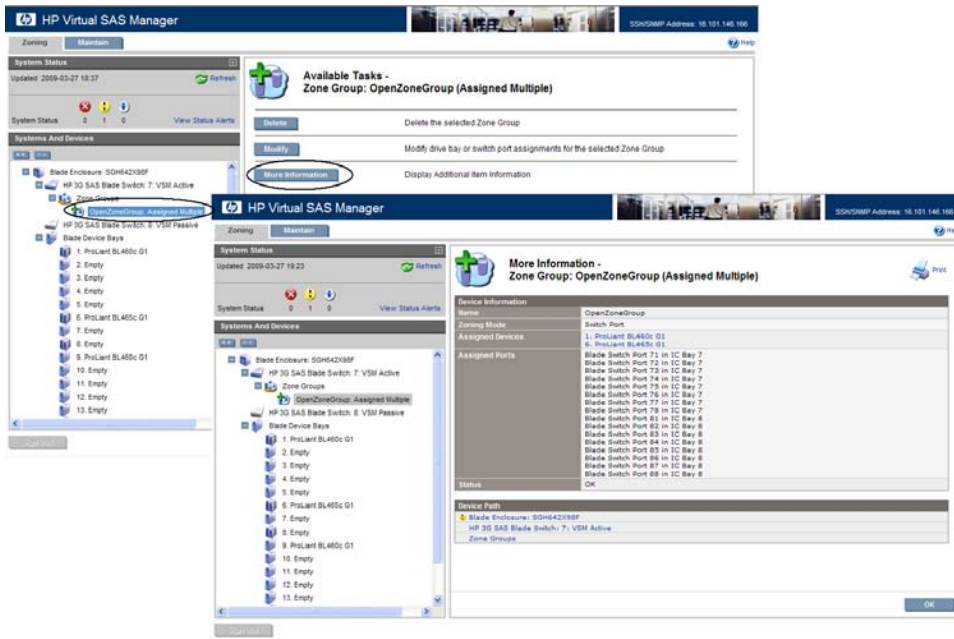 HP Virtual SAS Manager
SSH/SNMP Address: 16.101.146.166
Zoning
Maintain
Help
System Status
Updated 2009-03-27 18:37
Refresh
System Status 0 1 0 View Status Alerts
Systems And Devices
Blade Enclosure: SGH642X98F
HP 3G SAS Blade Switch: 7: VSM Active
Zone Groups
OpenZoneGroup: Assigned Multiple
HP 3G SAS Blade Switch: 8: VSM Passive
Blade Device Bays
1. ProLiant BL460c G1
2. Empty
3. Empty
4. Empty
5. Empty
6. ProLiant BL465c G1
7. Empty
8. Empty
9. ProLiant BL480c G1
10. Empty
11. Empty
12. Empty
13. Empty
Available Tasks -
Zone Group: OpenZoneGroup (Assigned Multiple)
Delete
Delete the selected Zone Group
Modify
Modify drive bay or switch port assignments for the selected Zone Group
More Information
Display Additional Item Information
HP Virtual SAS Manager
SSH/SNMP Address: 16.101.146.166
Zoning
Maintain
System Status
Updated 2009-03-27 19:23
Refresh
System Status 0 1 0 View Status Alerts
Systems And Devices
Blade Enclosure: SGH642X98F
HP 3G SAS Blade Switch: 7: VSM Active
Zone Groups
OpenZoneGroup: Assigned Multiple
HP 3G SAS Blade Switch: 8: VSM Passive
Blade Device Bays
1. ProLiant BL460c G1
2. Empty
3. Empty
4. Empty
5. Empty
6. ProLiant BL465c G1
7. Empty
8. Empty
9. ProLiant BL480c G1
10. Empty
11. Empty
12. Empty
13. Empty
More Information -
Zone Group: OpenZoneGroup (Assigned Multiple)
Print
Device Information
Name OpenZoneGroup
Zoning Mode Switch Port
Assigned Devices 1: ProLiant BL460c G1
6: ProLiant BL465c G1
Assigned Ports Blade Switch Port 71 in IC Bay 7
Blade Switch Port 72 in IC Bay 7
Blade Switch Port 73 in IC Bay 7
Blade Switch Port 74 in IC Bay 7
Blade Switch Port 75 in IC Bay 7
Blade Switch Port 76 in IC Bay 7
Blade Switch Port 77 in IC Bay 7
Blade Switch Port 78 in IC Bay 7
Blade Switch Port 81 in IC Bay 8
Blade Switch Port 82 in IC Bay 8
Blade Switch Port 83 in IC Bay 8
Blade Switch Port 84 in IC Bay 8
Blade Switch Port 85 in IC Bay 8
Blade Switch Port 86 in IC Bay 8
Blade Switch Port 87 in IC Bay 8
Blade Switch Port 88 in IC Bay 8
Status OK
Device Path
Blade Enclosure: SGH642X98F
HP 3G SAS Blade Switch: 7: VSM Active
Zone Groups
OK